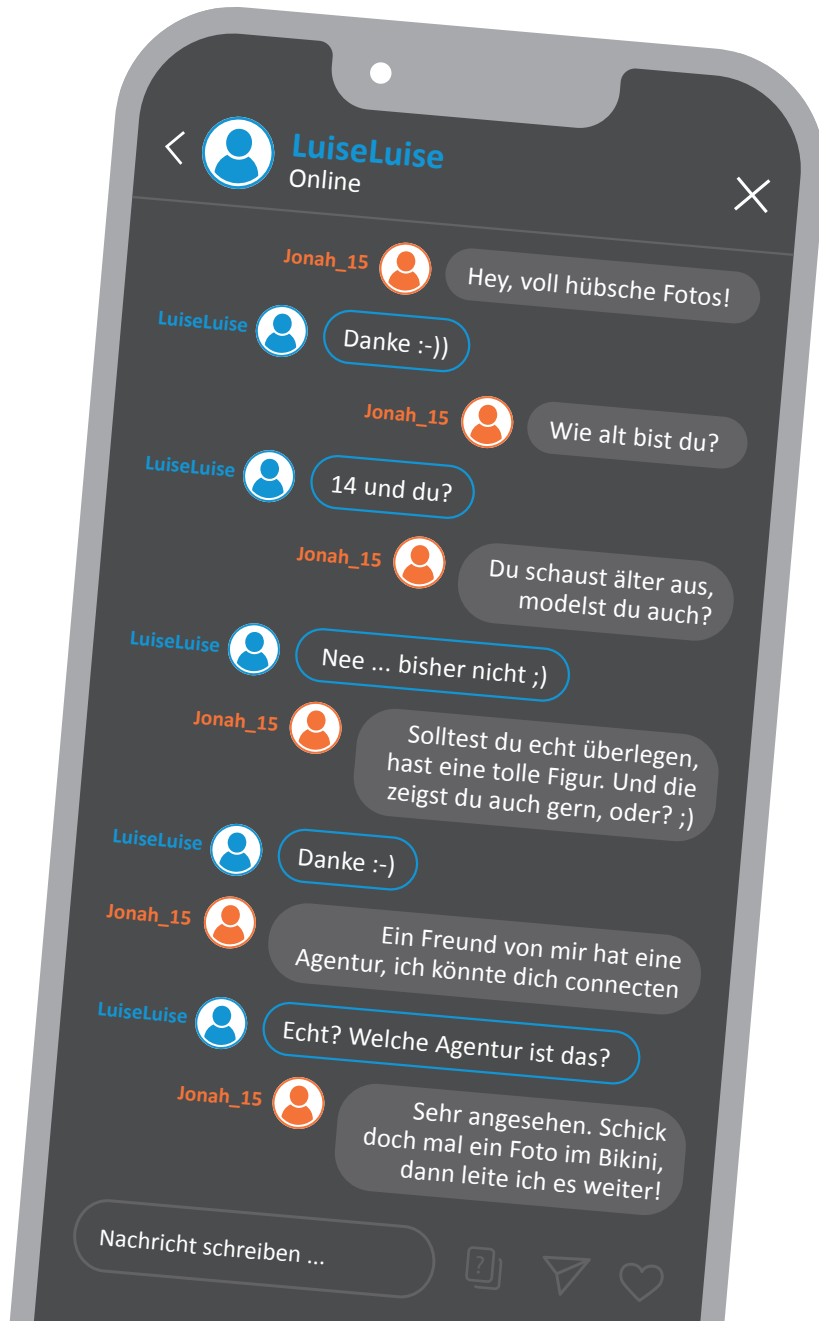 LuiseLuise
Online
Jonah_15
Hey, voll hübsche Fotos!
LuiseLuise
Danke :-))
Jonah_15
Wie alt bist du?
LuiseLuise
14 und du?
Jonah_15
Du schaust älter aus,
modelst du auch?
LuiseLuise
Nee ... bisher nicht ;)
Jonah_15
Solltest du echt überlegen,
hast eine tolle Figur. Und die
zeigst du auch gern, oder? ;)
LuiseLuise
Danke :-)
Jonah_15
Ein Freund von mir hat eine
Agentur, ich könnte dich connecten
LuiseLuise
Echt? Welche Agentur ist das?
Jonah_15
Sehr angesehen. Schick
doch mal ein Foto im Bikini,
dann leite ich es weiter!
Nachricht schreiben ...
?